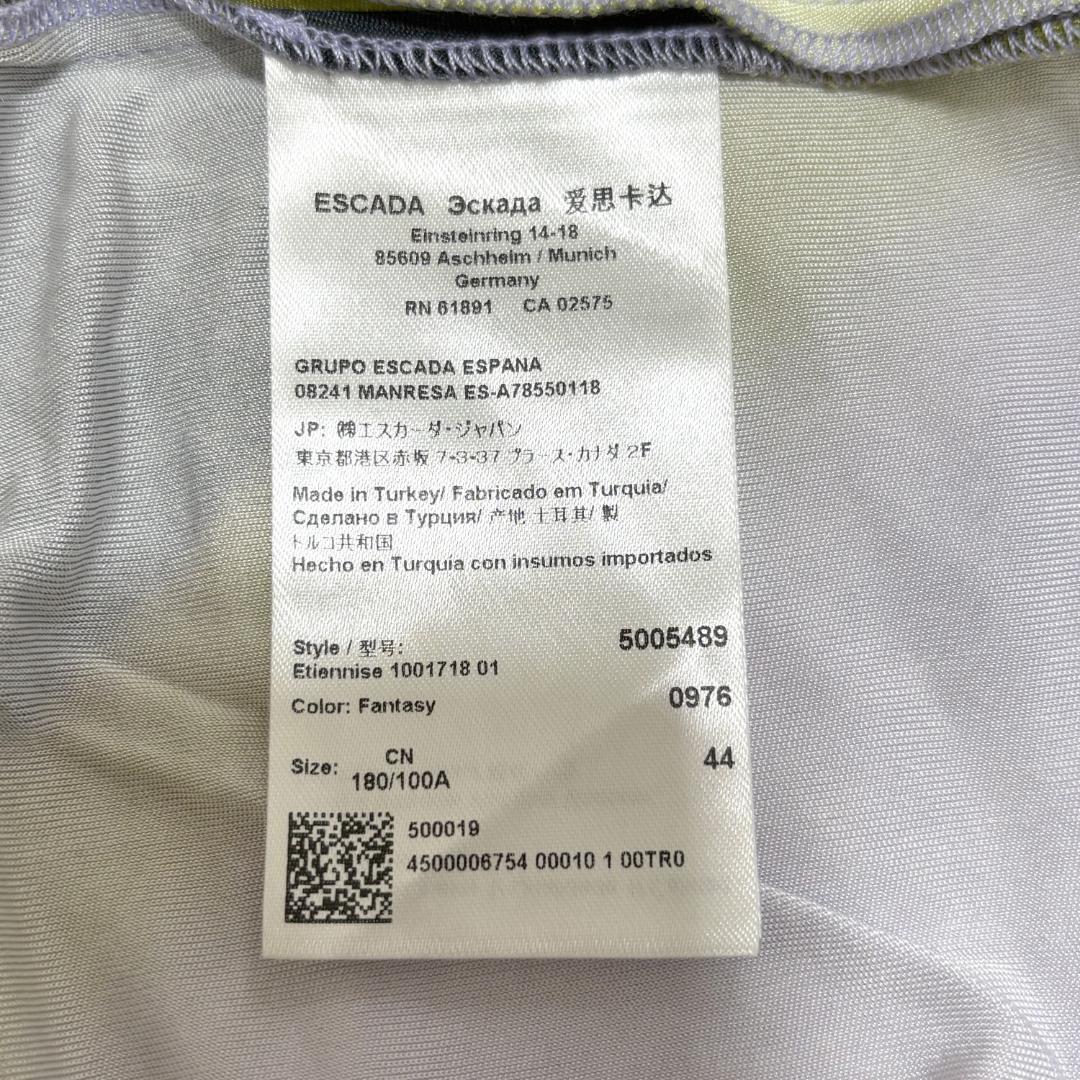 ESCADA Эскада 爱思卡达
Einsteinring 14-18
85609 Aschheim / Munich
Germany
RN 61891 CA 02575
GRUPO ESCADA ESPANA
08241 MANRESA ES-A78550118
JP: ㈱エスカーダ・ジャパン
東京都港区赤坂 7-3-37 プラース・カナダ 2F
Made in Turkey/ Fabricado em Turquia/
Сделано в Турция/ 产地 土耳其/ 製
トルコ共和国
Hecho en Turquía con insumos importados
Style / 型号: 5005489
Etiennise 1001718 01
Color: Fantasy 0976
Size: CN 44
180/100A
500019
4500006754 00010 1 00TR0